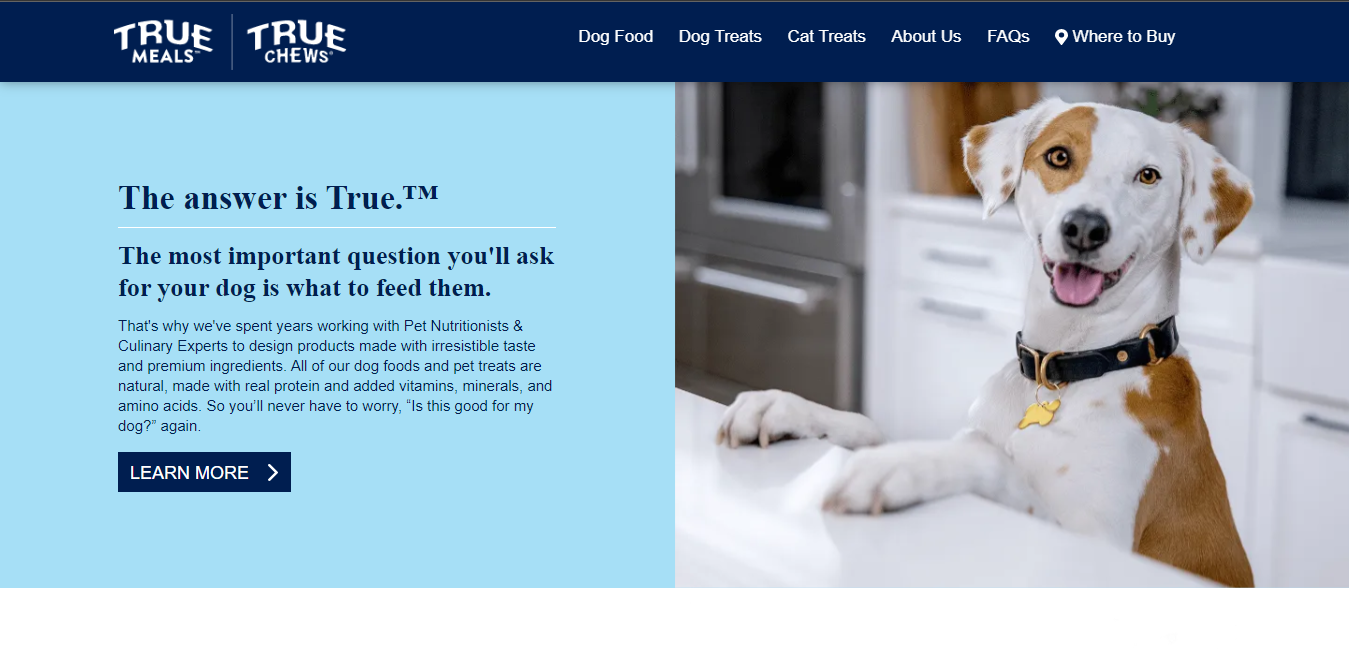 TRUE
MEALS™
TRUE
CHEWS®
Dog Food
Dog Treats
Cat Treats
About Us
FAQs
Where to Buy
The answer is True.™
The most important question you'll ask
for your dog is what to feed them.
That's why we've spent years working with Pet Nutritionists &
Culinary Experts to design products made with irresistible taste
and premium ingredients. All of our dog foods and pet treats are
natural, made with real protein and added vitamins, minerals, and
amino acids. So you’ll never have to worry, “Is this good for my
dog?” again.
LEARN MORE